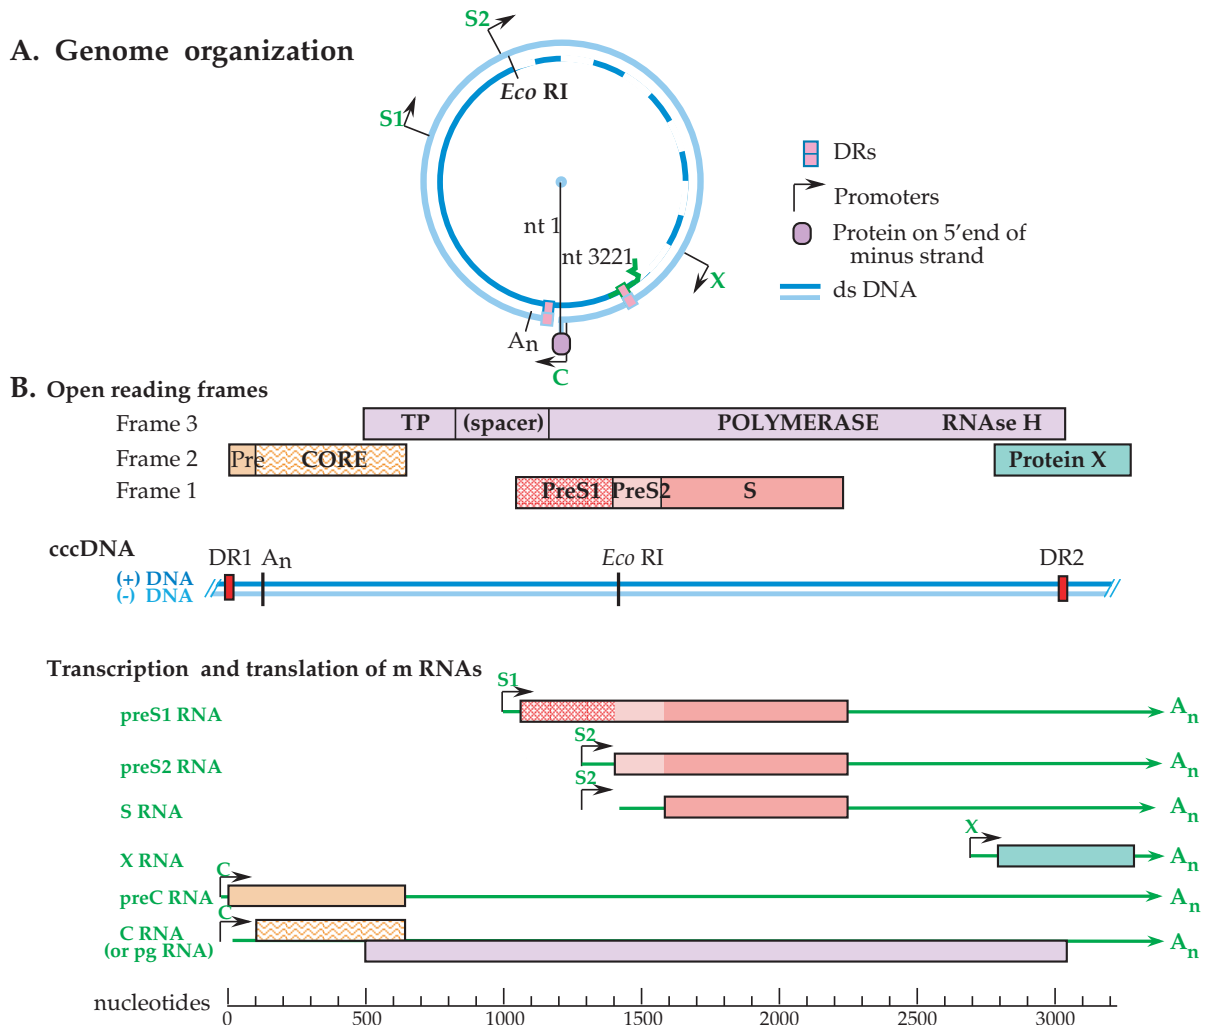 A. Genome organization
S2
Eco RI
S1
nt 1
nt 3221
X
An
C
DRs
Promoters
Protein on 5'end of
minus strand
ds DNA
B. Open reading frames
Frame 3 TP (spacer) POLYMERASE RNAse H
Frame 2 Pre CORE Protein X
Frame 1 PreS1 PreS2 S
cccDNA
DR1 An Eco RI DR2
(+) DNA
(-) DNA
Transcription and translation of m RNAs
S1
preS1 RNA An
S2
preS2 RNA An
S2
S RNA An
X
X RNA An
C
preC RNA An
C
C RNA An
(or pg RNA)
nucleotides
0 500 1000 1500 2000 2500 3000